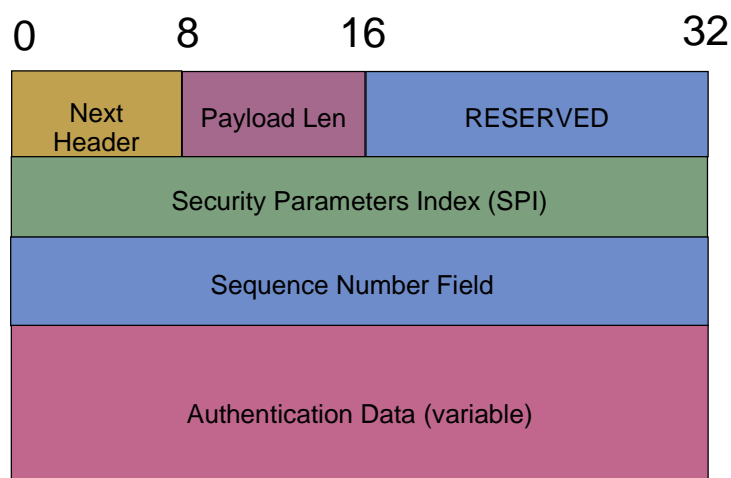 0 8 16 32
Next Header Payload Len RESERVED
Security Parameters Index (SPI)
Sequence Number Field
Authentication Data (variable)